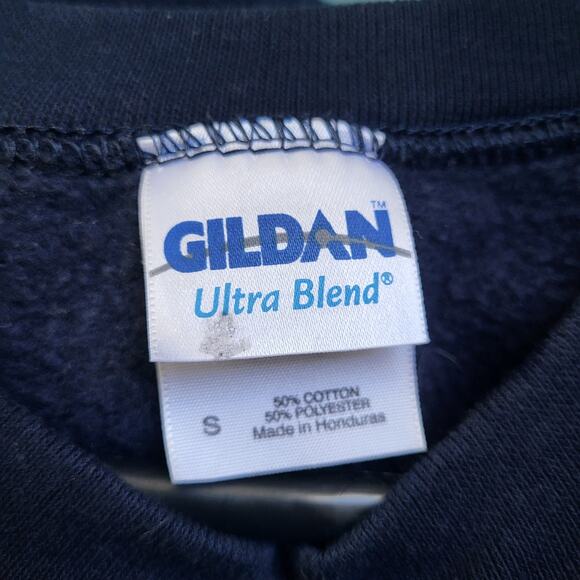 GILDAN™
Ultra Blend®
S
50% COTTON
50% POLYESTER
Made in Honduras